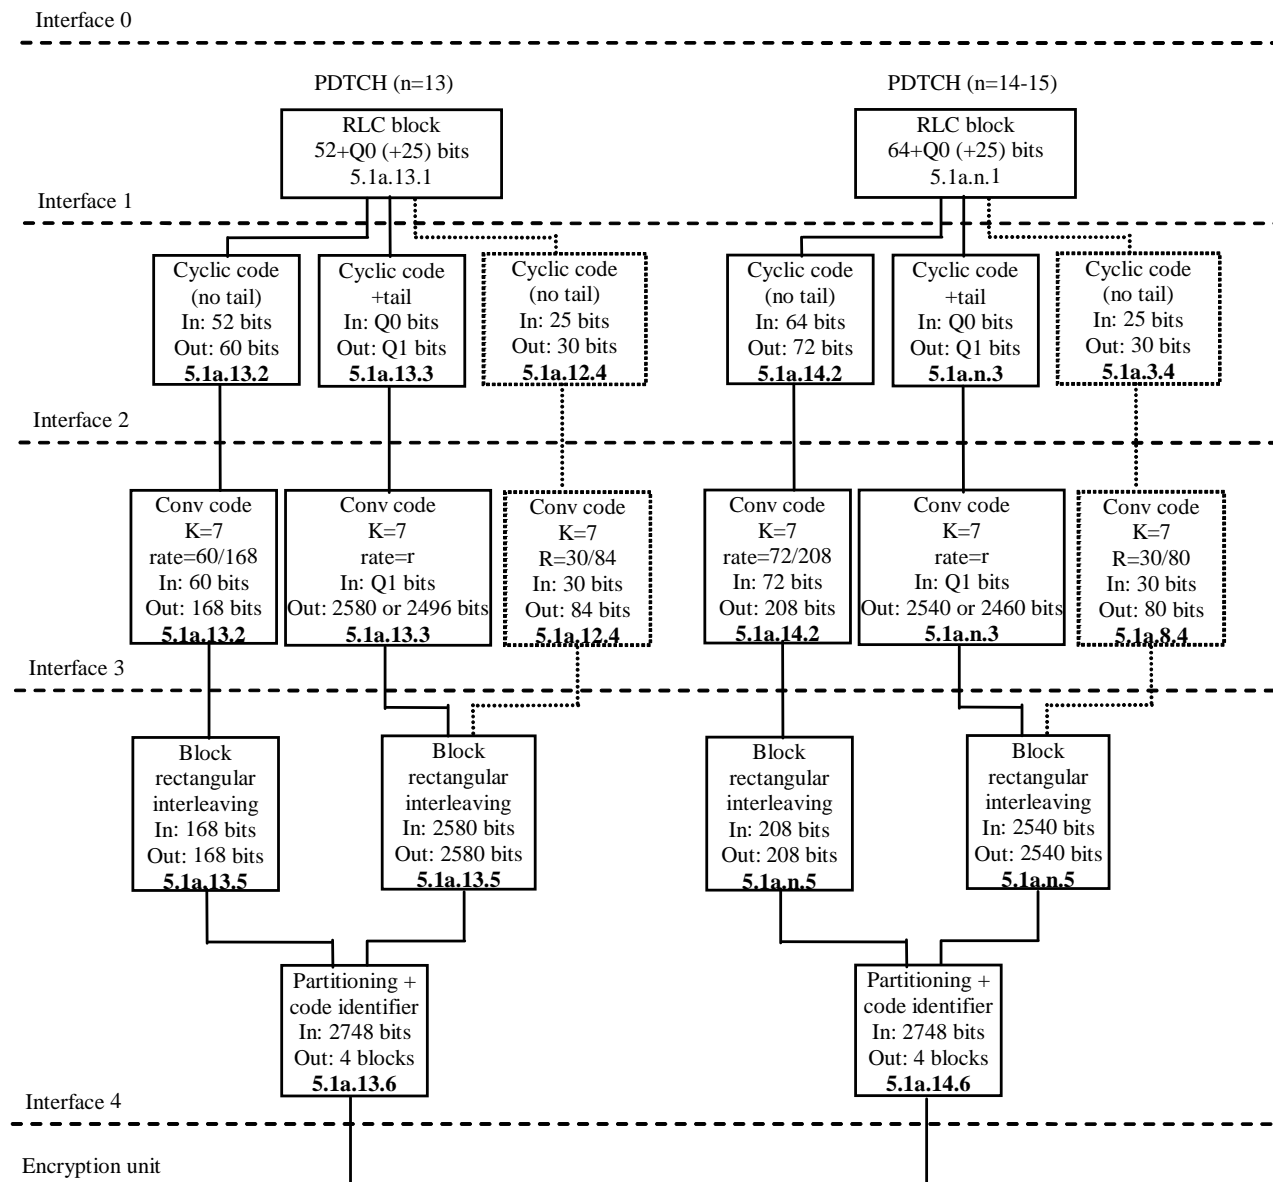 Interface 0
PDTCH (n=13)
PDTCH (n=14-15)
RLC block
52+Q0 (+25) bits
5.1a.13.1
RLC block
64+Q0 (+25) bits
5.1a.n.1
Interface 1
Cyclic code
(no tail)
In: 52 bits
Out: 60 bits
5.1a.13.2
Cyclic code
+tail
In: Q0 bits
Out: Q1 bits
5.1a.13.3
Cyclic code
(no tail)
In: 25 bits
Out: 30 bits
5.1a.12.4
Cyclic code
(no tail)
In: 64 bits
Out: 72 bits
5.1a.14.2
Cyclic code
+tail
In: Q0 bits
Out: Q1 bits
5.1a.n.3
Cyclic code
(no tail)
In: 25 bits
Out: 30 bits
5.1a.3.4
Interface 2
Conv code
K=7
rate=60/168
In: 60 bits
Out: 168 bits
5.1a.13.2
Conv code
K=7
rate=r
In: Q1 bits
Out: 2580 or 2496 bits
5.1a.13.3
Conv code
K=7
R=30/84
In: 30 bits
Out: 84 bits
5.1a.12.4
Conv code
K=7
rate=72/208
In: 72 bits
Out: 208 bits
5.1a.14.2
Conv code
K=7
rate=r
In: Q1 bits
Out: 2540 or 2460 bits
5.1a.n.3
Conv code
K=7
R=30/80
In: 30 bits
Out: 80 bits
5.1a.8.4
Interface 3
Block
rectangular
interleaving
In: 168 bits
Out: 168 bits
5.1a.13.5
Block
rectangular
interleaving
In: 2580 bits
Out: 2580 bits
5.1a.13.5
Block
rectangular
interleaving
In: 208 bits
Out: 208 bits
5.1a.n.5
Block
rectangular
interleaving
In: 2540 bits
Out: 2540 bits
5.1a.n.5
Partitioning +
code identifier
In: 2748 bits
Out: 4 blocks
5.1a.13.6
Partitioning +
code identifier
In: 2748 bits
Out: 4 blocks
5.1a.14.6
Interface 4
Encryption unit